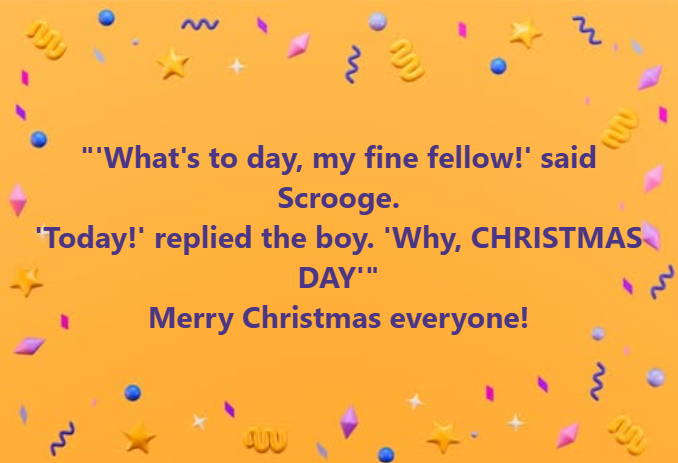 "'What's to day, my fine fellow!' said
Scrooge.
'Today!' replied the boy. 'Why, CHRISTMAS
DAY'"
Merry Christmas everyone!